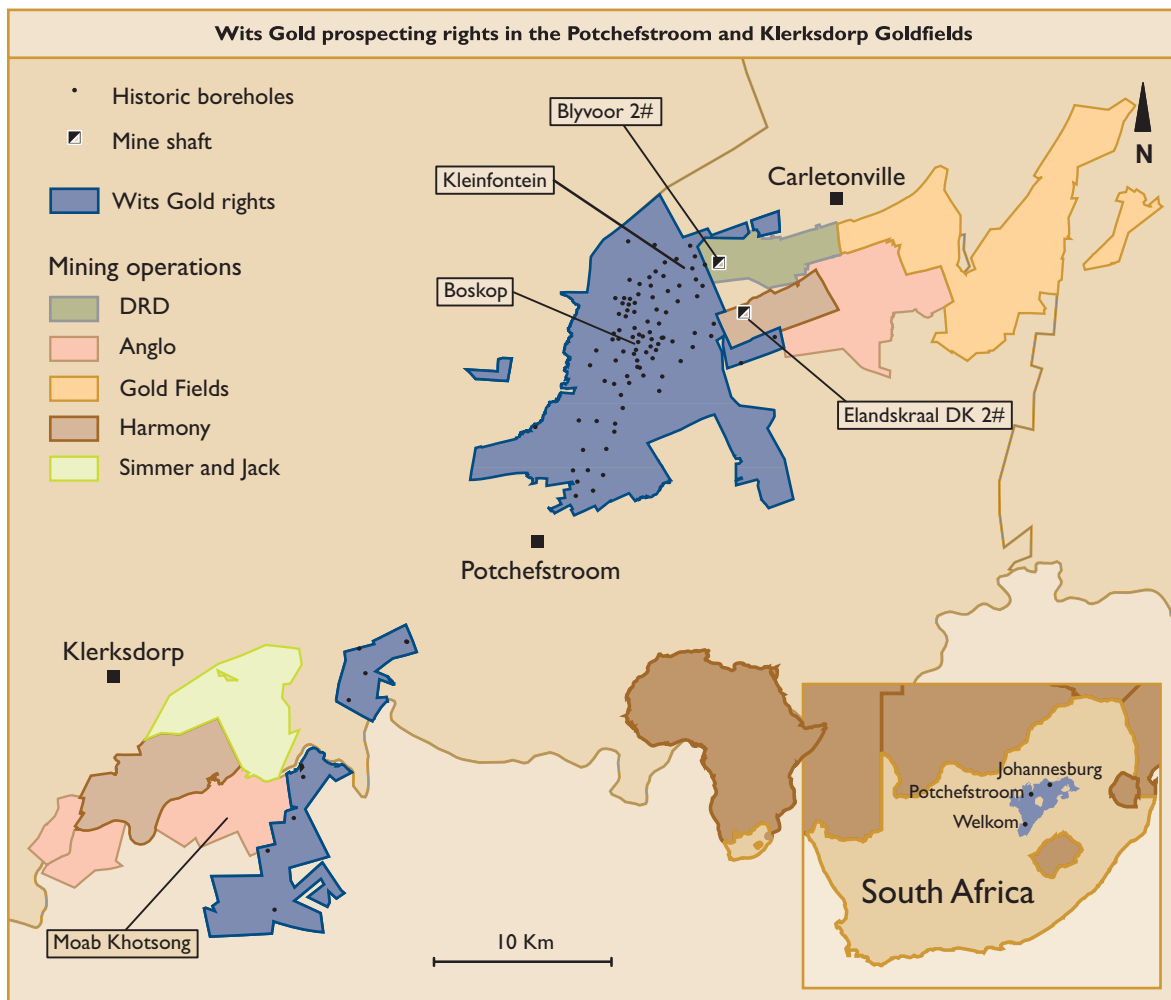 Wits Gold prospecting rights in the Potchefstroom and Klerksdorp Goldfields
Historic boreholes
Mine shaft
Wits Gold rights
Mining operations
DRD
Anglo
Gold Fields
Harmony
Simmer and Jack
Blyvoor 2#
Kleinfontein
Carletonville
N
Boskop
Elandskraal DK 2#
Potchefstroom
Klerksdorp
Moab Khotsong
10 Km
Johannesburg
Potchefstroom
Welkom
South Africa